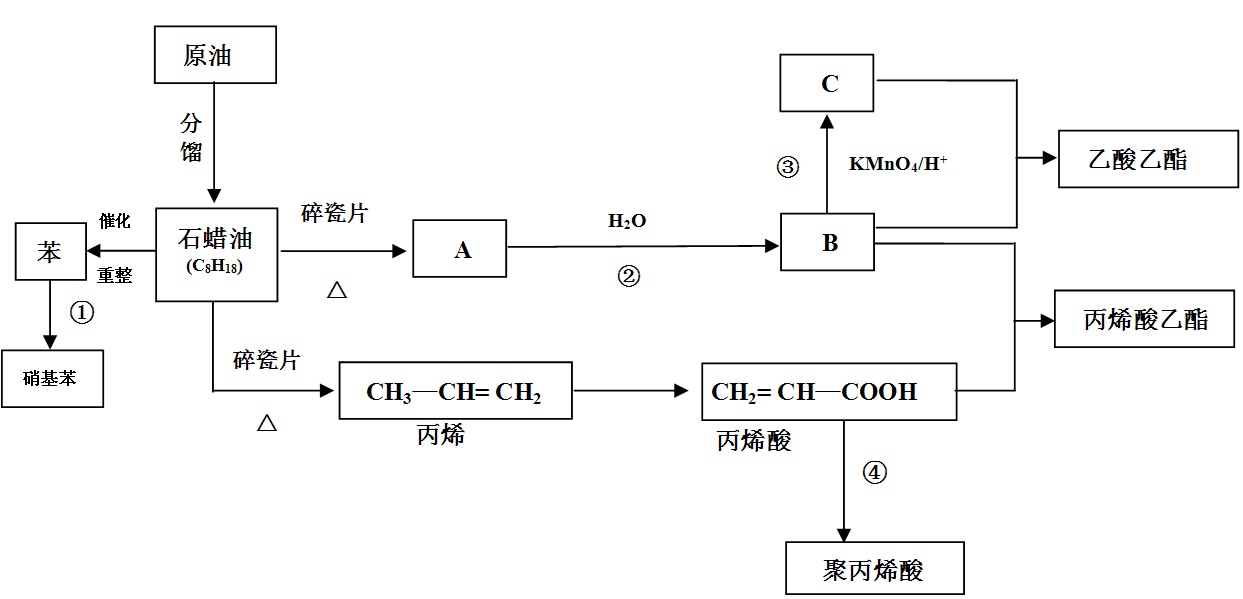 原油
分
馏
苯
催化
重整
石蜡油
(C₈H₁₈)
碎瓷片
△
A
H₂O
②
B
③
KMnO₄/H⁺
C
乙酸乙酯
①
硝基苯
碎瓷片
△
CH₃—CH= CH₂
丙烯
CH₂= CH—COOH
丙烯酸
丙烯酸乙酯
④
聚丙烯酸